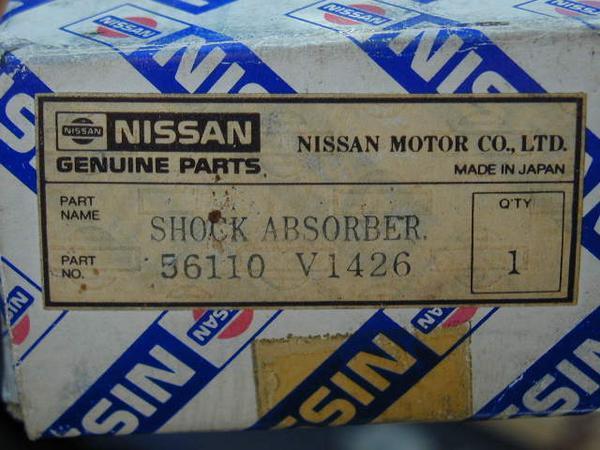 NISSAN NISSAN
GENUINE PARTS
NISSAN MOTOR CO., LTD.
MADE IN JAPAN
PART NAME
SHOCK ABSORBER.
PART NO.
56110 V1426
Q'TY
1
NISSAN